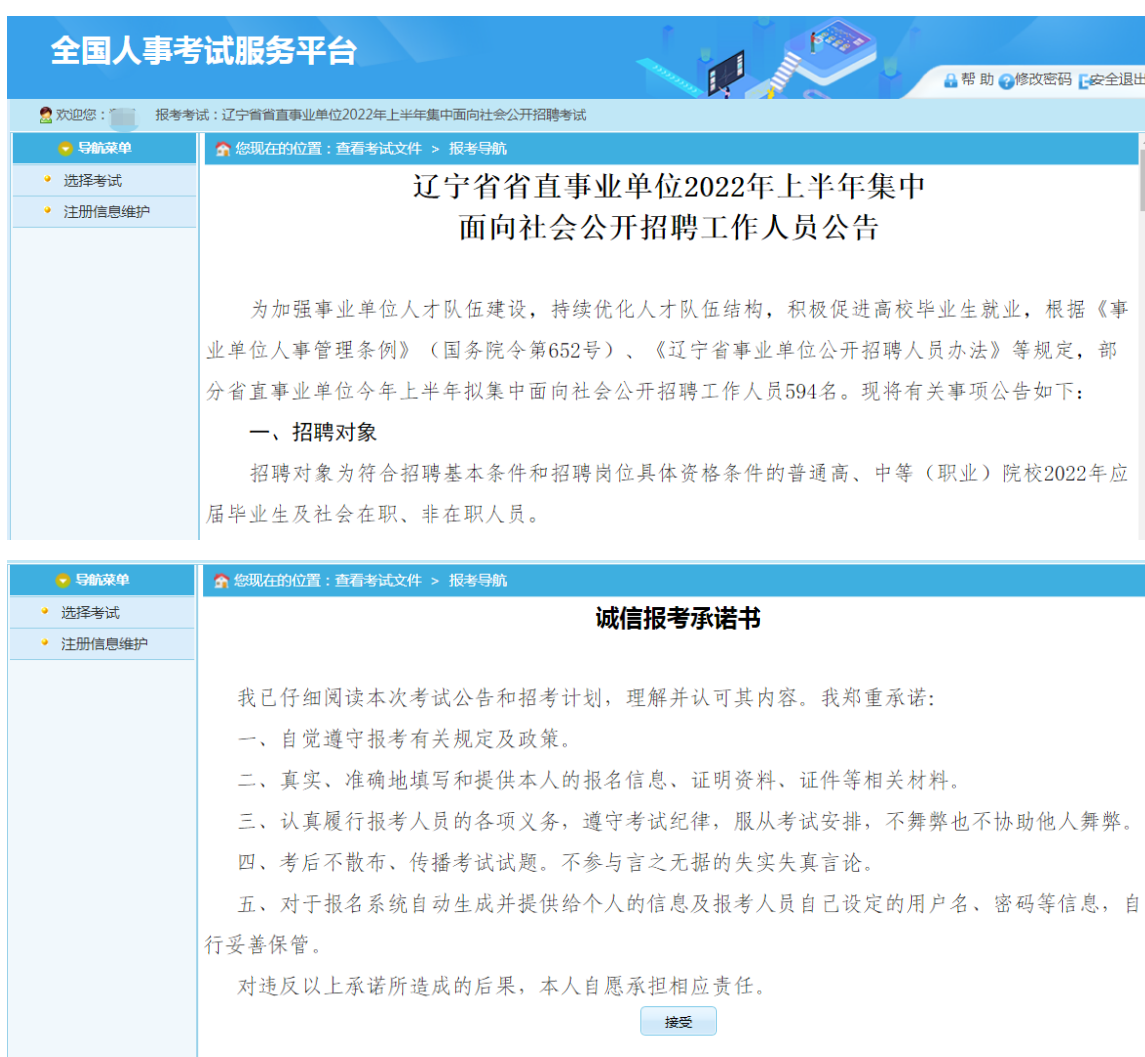 全国人事考试服务平台
帮 助 修改密码 安全退出
欢迎您： 报考考试：辽宁省省直事业单位2022年上半年集中面向社会公开招聘考试
导航菜单
您现在的位置：查看考试文件 > 报考导航
选择考试
注册信息维护
辽宁省省直事业单位2022年上半年集中
面向社会公开招聘工作人员公告
为加强事业单位人才队伍建设，持续优化人才队伍结构，积极促进高校毕业生就业，根据《事
业单位人事管理条例》（国务院令第652号）、《辽宁省事业单位公开招聘人员办法》等规定，部
分省直事业单位今年上半年拟集中面向社会公开招聘工作人员594名。现将有关事项公告如下：
一、招聘对象
招聘对象为符合招聘基本条件和招聘岗位具体资格条件的普通高、中等（职业）院校2022年应
届毕业生及社会在职、非在职人员。
导航菜单
您现在的位置：查看考试文件 > 报考导航
选择考试
注册信息维护
诚信报考承诺书
我已仔细阅读本次考试公告和招考计划，理解并认可其内容。我郑重承诺：
一、自觉遵守报考有关规定及政策。
二、真实、准确地填写和提供本人的报名信息、证明资料、证件等相关材料。
三、认真履行报考人员的各项义务，遵守考试纪律，服从考试安排，不舞弊也不协助他人舞弊。
四、考后不散布、传播考试试题。不参与言之无据的失实失真言论。
五、对于报名系统自动生成并提供给个人的信息及报考人员自己设定的用户名、密码等信息，自
行妥善保管。
对违反以上承诺所造成的后果，本人自愿承担相应责任。
接受